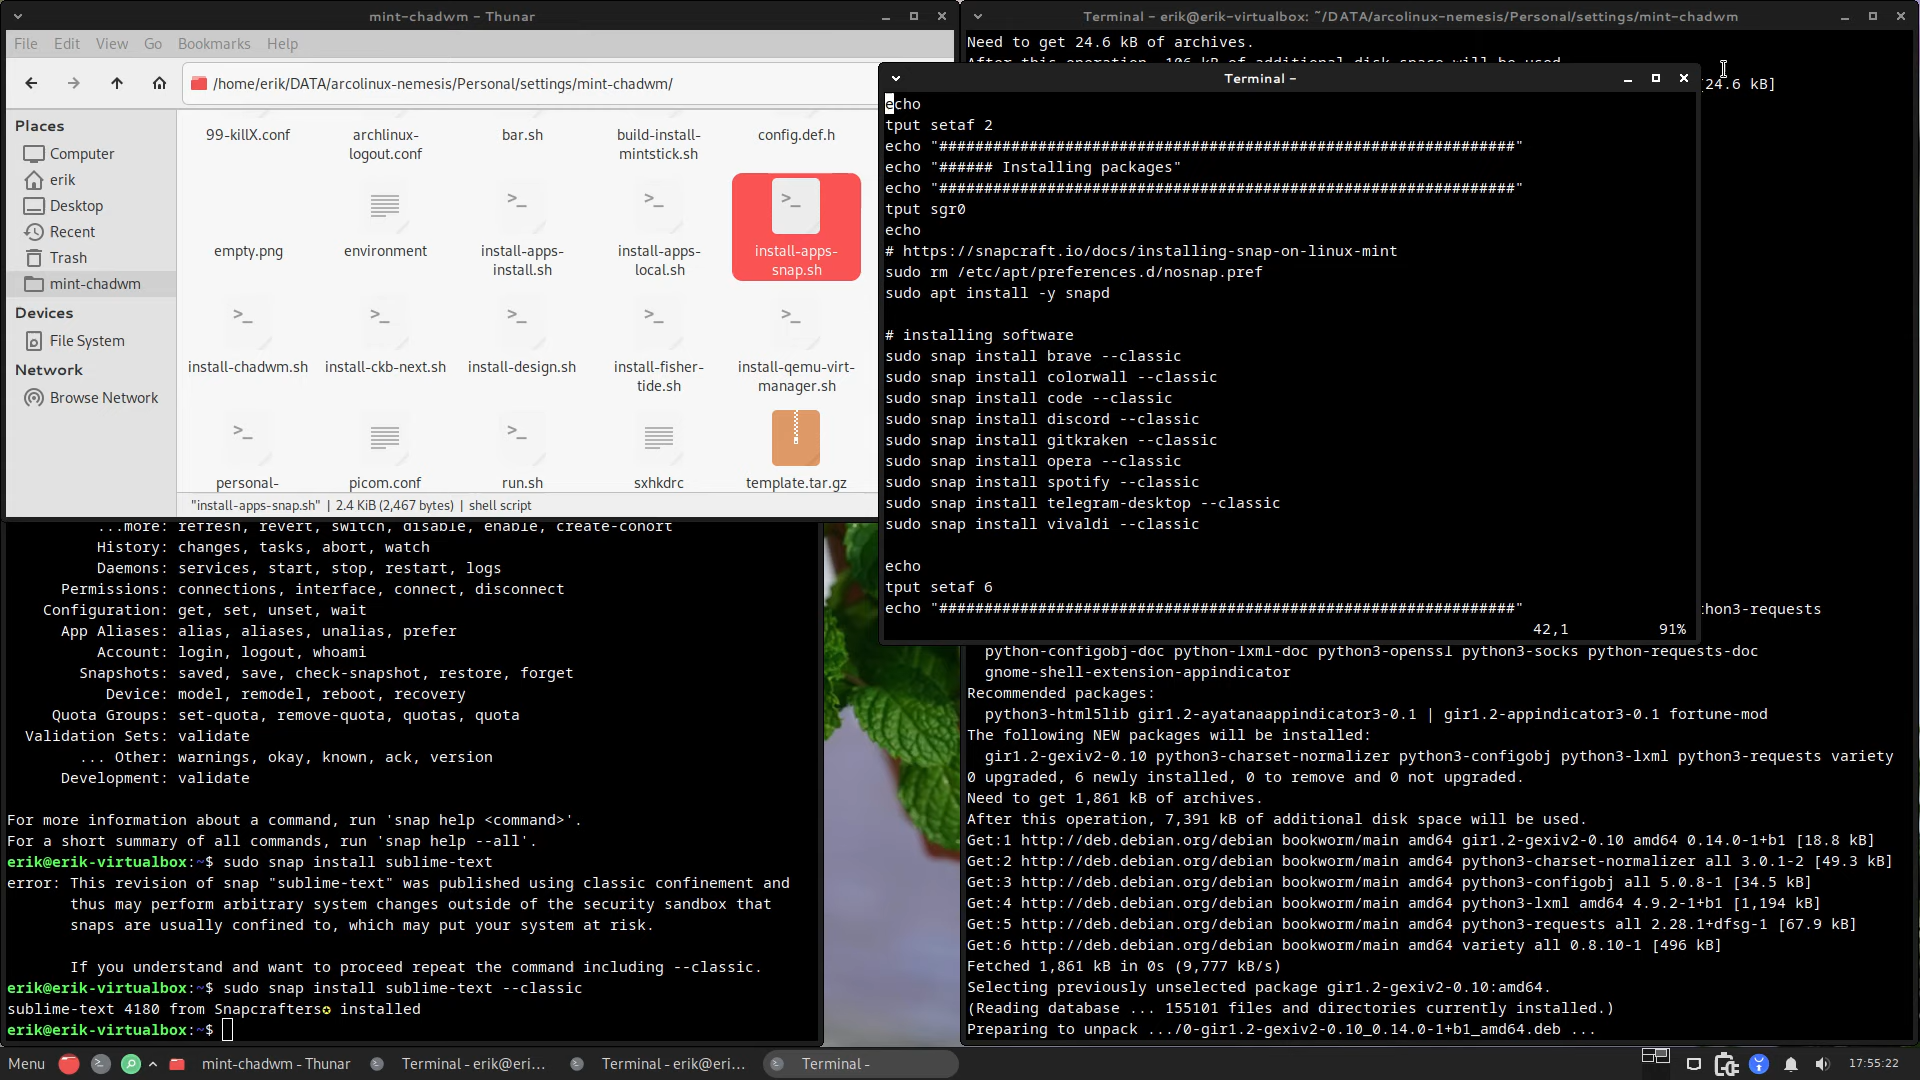 mint-chadwm - Thunar
File Edit View Go Bookmarks Help
/home/erik/DATA/arcolinux-nemesis/Personal/settings/mint-chadwm/
Places
Computer
erik
Desktop
Recent
Trash
mint-chadwm
Devices
File System
Network
Browse Network
99-killX.conf
archlinux-logout.conf
bar.sh
build-install-mintstick.sh
config.def.h
empty.png
environment
install-apps-install.sh
install-apps-local.sh
install-apps-snap.sh
install-chadwm.sh
install-ckb-next.sh
install-design.sh
install-fisher-tide.sh
install-qemu-virt-manager.sh
personal-
picom.conf
run.sh
sxhkdrc
template.tar.gz
"install-apps-snap.sh" | 2.4 KiB (2,467 bytes) | shell script
Terminal - erik@erik-virtualbox: ~/DATA/arcolinux-nemesis/Personal/settings/mint-chadwm
Need to get 24.6 kB of archives.
After this operation, 106 kB of additional disk space will be used.
[24.6 kB]
Terminal -
echo
tput setaf 2
echo "################################################################"
echo "###### Installing packages"
echo "################################################################"
tput sgr0
echo
# https://snapcraft.io/docs/installing-snap-on-linux-mint
sudo rm /etc/apt/preferences.d/nosnap.pref
sudo apt install -y snapd
# installing software
sudo snap install brave --classic
sudo snap install colorwall --classic
sudo snap install code --classic
sudo snap install discord --classic
sudo snap install gitkraken --classic
sudo snap install opera --classic
sudo snap install spotify --classic
sudo snap install telegram-desktop --classic
sudo snap install vivaldi --classic
echo
tput setaf 6
echo "################################################################"
42,1 91%
...more: refresh, revert, switch, disable, enable, create-cohort
History: changes, tasks, abort, watch
Daemons: services, start, stop, restart, logs
Permissions: connections, interface, connect, disconnect
Configuration: get, set, unset, wait
App Aliases: alias, aliases, unalias, prefer
Account: login, logout, whoami
Snapshots: saved, save, check-snapshot, restore, forget
Device: model, remodel, reboot, recovery
Quota Groups: set-quota, remove-quota, quotas, quota
Validation Sets: validate
... Other: warnings, okay, known, ack, version
Development: validate
For more information about a command, run 'snap help <command>'.
For a short summary of all commands, run 'snap help --all'.
erik@erik-virtualbox:~$ sudo snap install sublime-text
error: This revision of snap "sublime-text" was published using classic confinement and
thus may perform arbitrary system changes outside of the security sandbox that
snaps are usually confined to, which may put your system at risk.
If you understand and want to proceed repeat the command including --classic.
erik@erik-virtualbox:~$ sudo snap install sublime-text --classic
sublime-text 4180 from Snapcrafters✪ installed
erik@erik-virtualbox:~$
thon3-requests
python-configobj-doc python-lxml-doc python3-openssl python3-socks python-requests-doc
gnome-shell-extension-appindicator
Recommended packages:
python3-html5lib gir1.2-ayatanaappindicator3-0.1 | gir1.2-appindicator3-0.1 fortune-mod
The following NEW packages will be installed:
gir1.2-gexiv2-0.10 python3-charset-normalizer python3-configobj python3-lxml python3-requests variety
0 upgraded, 6 newly installed, 0 to remove and 0 not upgraded.
Need to get 1,861 kB of archives.
After this operation, 7,391 kB of additional disk space will be used.
Get:1 http://deb.debian.org/debian bookworm/main amd64 gir1.2-gexiv2-0.10 amd64 0.14.0-1+b1 [18.8 kB]
Get:2 http://deb.debian.org/debian bookworm/main amd64 python3-charset-normalizer all 3.0.1-2 [49.3 kB]
Get:3 http://deb.debian.org/debian bookworm/main amd64 python3-configobj all 5.0.8-1 [34.5 kB]
Get:4 http://deb.debian.org/debian bookworm/main amd64 python3-lxml amd64 4.9.2-1+b1 [1,194 kB]
Get:5 http://deb.debian.org/debian bookworm/main amd64 python3-requests all 2.28.1+dfsg-1 [67.9 kB]
Get:6 http://deb.debian.org/debian bookworm/main amd64 variety all 0.8.10-1 [496 kB]
Fetched 1,861 kB in 0s (9,777 kB/s)
Selecting previously unselected package gir1.2-gexiv2-0.10:amd64.
(Reading database ... 155101 files and directories currently installed.)
Preparing to unpack .../0-gir1.2-gexiv2-0.10_0.14.0-1+b1_amd64.deb ...
Menu
mint-chadwm - Thunar
Terminal - erik@eri...
Terminal - erik@eri...
Terminal -
17:55:22